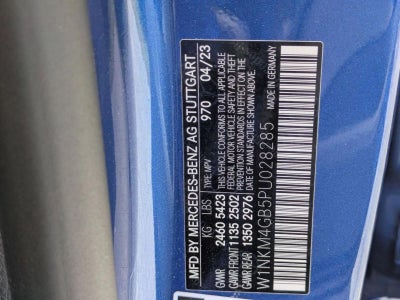 MFD BY MERCEDES-BENZ AG STUTTGART
970 04/23
KG LBS TYPE: MPV
GVWR 2460 5423 THIS VEHICLE CONFORMS TO ALL APPLICABLE
GAWR FRONT 1135 2502 FEDERAL MOTOR VEHICLE SAFETY AND THEFT
GAWR REAR 1350 2976 PREVENTION STANDARDS IN EFFECT ON THE DATE OF
MANUFACTURE SHOWN ABOVE.
MADE IN GERMANY
W1NKM4GB5PU028285